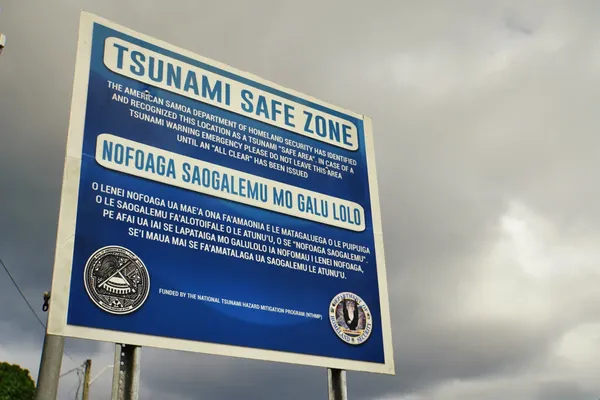 TSUNAMI SAFE ZONE
THE AMERICAN SAMOA DEPARTMENT OF HOMELAND SECURITY HAS IDENTIFIED
AND RECOGNIZED THIS LOCATION AS A TSUNAMI "SAFE AREA". IN CASE OF A
TSUNAMI WARNING EMERGENCY PLEASE DO NOT LEAVE THIS AREA
UNTIL AN "ALL CLEAR" HAS BEEN ISSUED
NOFOAGA SAOGALEMU MO GALU LOLO
O LENEI NOFOAGA UA MAE'A ONA FA'AMAONIA E LE MATAGALUEGA O LE PUIPUIGA
O LE SAOGALEMU FA'ALOTOIFALE O LE ATUNU'U, O SE "NOFOAGA SAOGALEMU".
PE AFAI UA IAI SE LAPATAIGA MO GALULOLO IA NOFOMAU I LENEI NOFOAGA,
SE'I MAUA MAI SE FA'AMATALAGA UA SAOGALEMU LE ATUNU'U.
FUNDED BY THE NATIONAL TSUNAMI HAZARD MITIGATION PROGRAM (NTHMP)